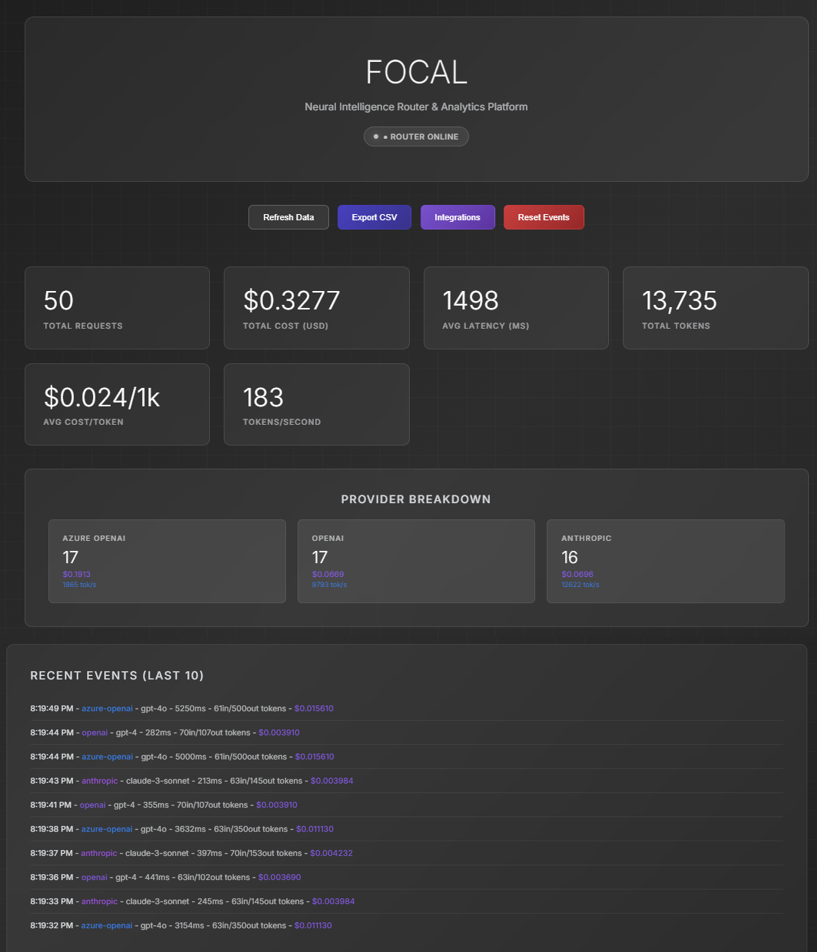 FOCAL
Neural Intelligence Router & Analytics Platform
● ROUTER ONLINE
Refresh Data
Export CSV
Integrations
Reset Events
50
TOTAL REQUESTS
$0.3277
TOTAL COST (USD)
1498
AVG LATENCY (MS)
13,735
TOTAL TOKENS
$0.024/1k
AVG COST/TOKEN
183
TOKENS/SECOND
PROVIDER BREAKDOWN
AZURE OPENAI
17
$0.1813
1885 tok/s
OPENAI
17
$0.0669
9793 tok/s
ANTHROPIC
16
$0.0696
12622 tok/s
RECENT EVENTS (LAST 10)
8:19:49 PM - azure-openai - gpt-4o - 5250ms - 61in/500out tokens - $0.015610
8:19:44 PM - openai - gpt-4 - 282ms - 70in/107out tokens - $0.003910
8:19:44 PM - azure-openai - gpt-4o - 5000ms - 61in/500out tokens - $0.015610
8:19:43 PM - anthropic - claude-3-sonnet - 213ms - 63in/145out tokens - $0.003984
8:19:41 PM - openai - gpt-4 - 355ms - 70in/107out tokens - $0.003910
8:19:38 PM - azure-openai - gpt-4o - 3632ms - 63in/350out tokens - $0.011130
8:19:37 PM - anthropic - claude-3-sonnet - 397ms - 70in/153out tokens - $0.004232
8:19:36 PM - openai - gpt-4 - 441ms - 63in/102out tokens - $0.003690
8:19:33 PM - anthropic - claude-3-sonnet - 245ms - 63in/145out tokens - $0.003984
8:19:32 PM - azure-openai - gpt-4o - 3154ms - 63in/350out tokens - $0.011130